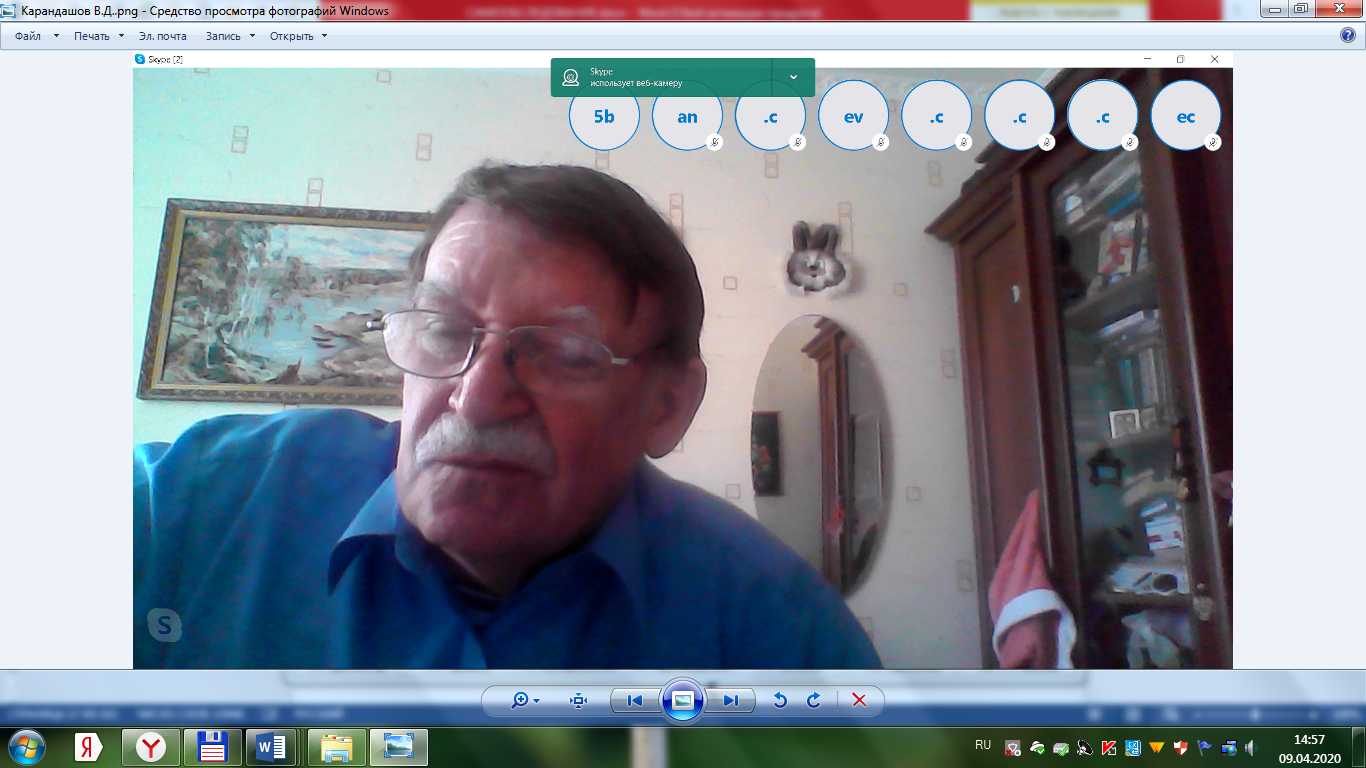 Карандашов В.Д..png - Средство просмотра фотографий Windows
Файл Печать Эл. почта Запись Открыть
Skype [2]
Skype
использует веб-камеру
5b an .c ev .c .c .c ec
S
Я Y W
RU
14:57
09.04.2020